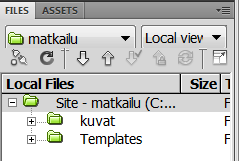 FILES ASSETS
matkailu Local view
Local Files Size T
Site - matkailu (C:... F
kuvat F
Templates F